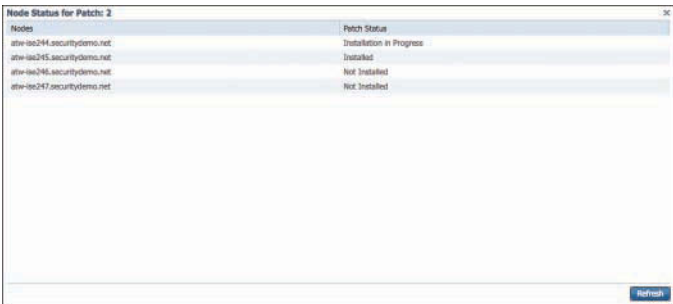 Node Status for Patch: 2
Nodes Patch Status
atw-ise244.securitydemo.net Installation in Progress
atw-ise245.securitydemo.net Installed
atw-ise246.securitydemo.net Not Installed
atw-ise247.securitydemo.net Not Installed
Refresh